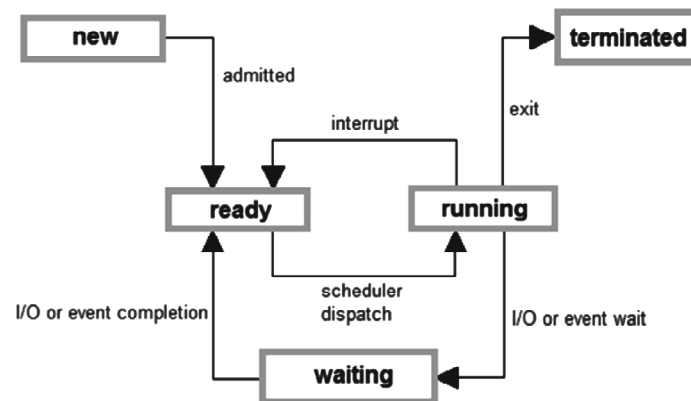 new
terminated
admitted
interrupt
exit
ready
running
scheduler
dispatch
I/O or event completion
I/O or event wait
waiting